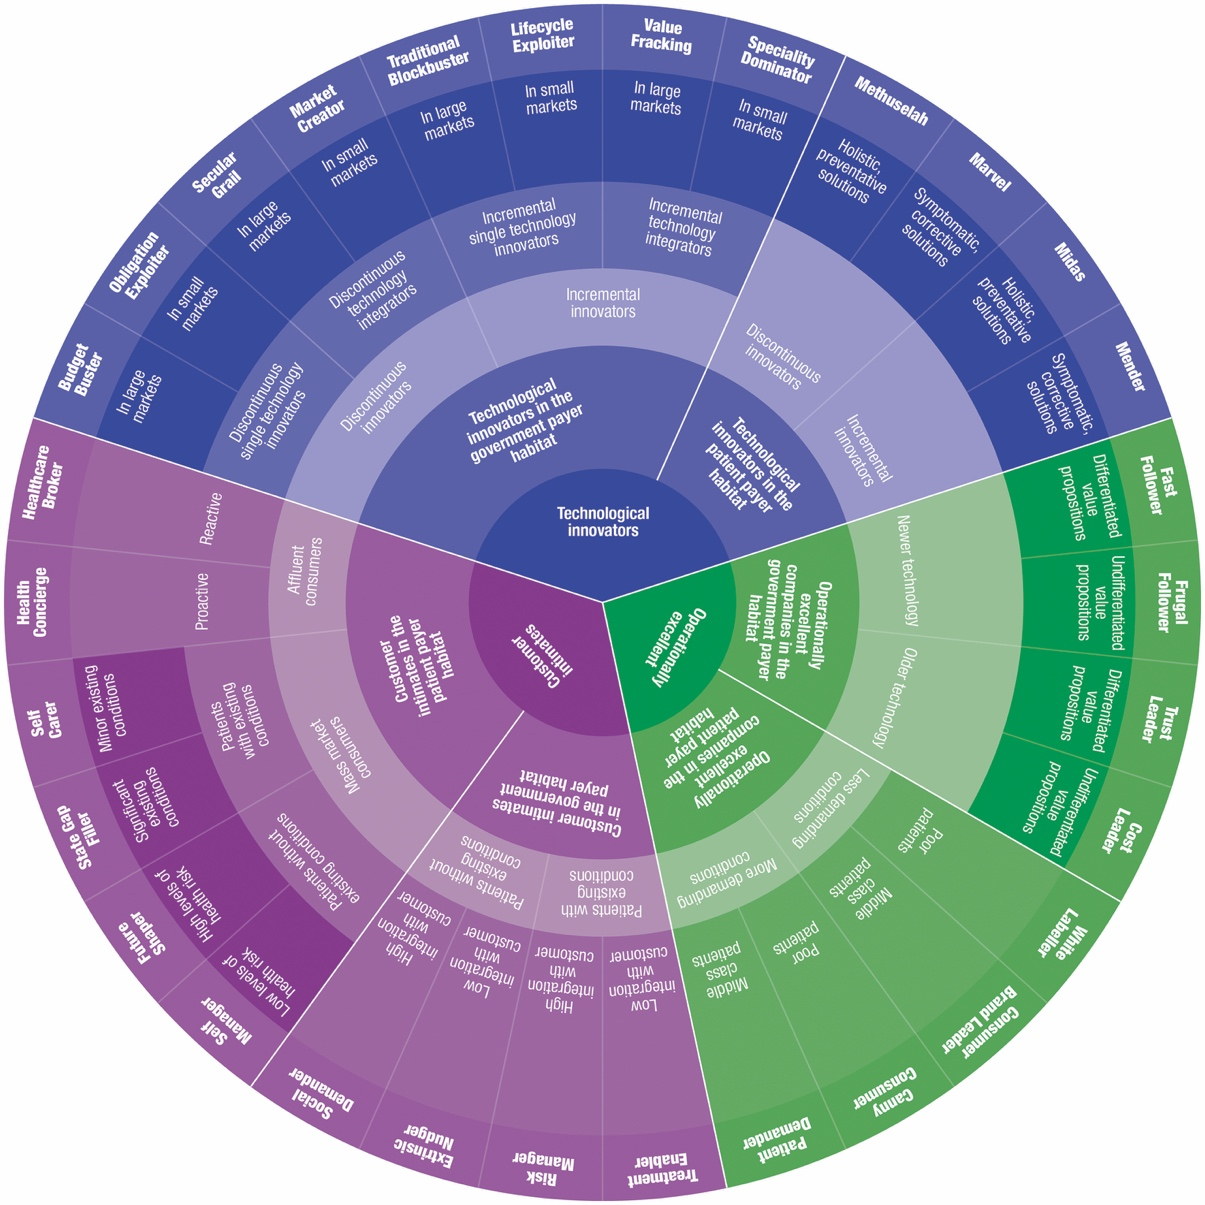 Lifecycle
Exploiter
Value
Fracking
Speciality
Dominator
Methuselah
Marvel
Midas
Mender
Fast
Follower
Frugal
Follower
Trust
Leader
Cost
Leader
White
Labeller
Consumer
Brand Leader
Canny
Consumer
Patient
Demander
Treatment
Enabler
Risk
Manager
Extrinsic
Nudger
Social
Demander
Self
Manager
Future
Shaper
State Gap
Filler
Self
Carer
Health
Concierge
Healthcare
Broker
Budget
Buster
Obligation
Exploiter
Secular
Grail
Market
Creator
Traditional
Blockbuster
In small
markets
In large
markets
In small
markets
Holistic,
preventative
solutions
Symptomatic,
corrective
solutions
Holistic,
preventative
solutions
Symptomatic,
corrective
solutions
Differentiated
value
propositions
Undifferentiated
value
propositions
Differentiated
value
propositions
Undifferentiated
value
propositions
Poor
patients
Middle
class
patients
Poor
patients
Middle
class
patients
Low
integration
with
customer
High
integration
with
customer
Low
integration
with
customer
High
integration
with
customer
Low levels of
health risk
High levels of
health risk
Significant
existing
conditions
Minor existing
conditions
Proactive
Reactive
In large
markets
In small
markets
In large
markets
In small
markets
In large
markets
Incremental
single technology
innovators
Incremental
technology
integrators
Discontinuous
technology
integrators
Discontinuous
single technology
innovators
Patients
with existing
conditions
Patients without
existing conditions
Incremental
innovators
Discontinuous
innovators
Discontinuous
innovators
Incremental
innovators
Newer technology
Older technology
Less demanding
conditions
More demanding
conditions
Patients with
existing
conditions
Patients without
existing
conditions
Mass market
consumers
Affluent
consumers
Technological
innovators in the
government payer
habitat
Technological
innovators in the
patient payer
habitat
Operationally
excellent
companies in the
government payer
habitat
Operationally
excellent
companies in the
patient payer
habitat
Customer intimates
in the government
payer habitat
Customer
intimates in the
patient payer
habitat
Technological
innovators
Operationally
excellent
Customer
intimates